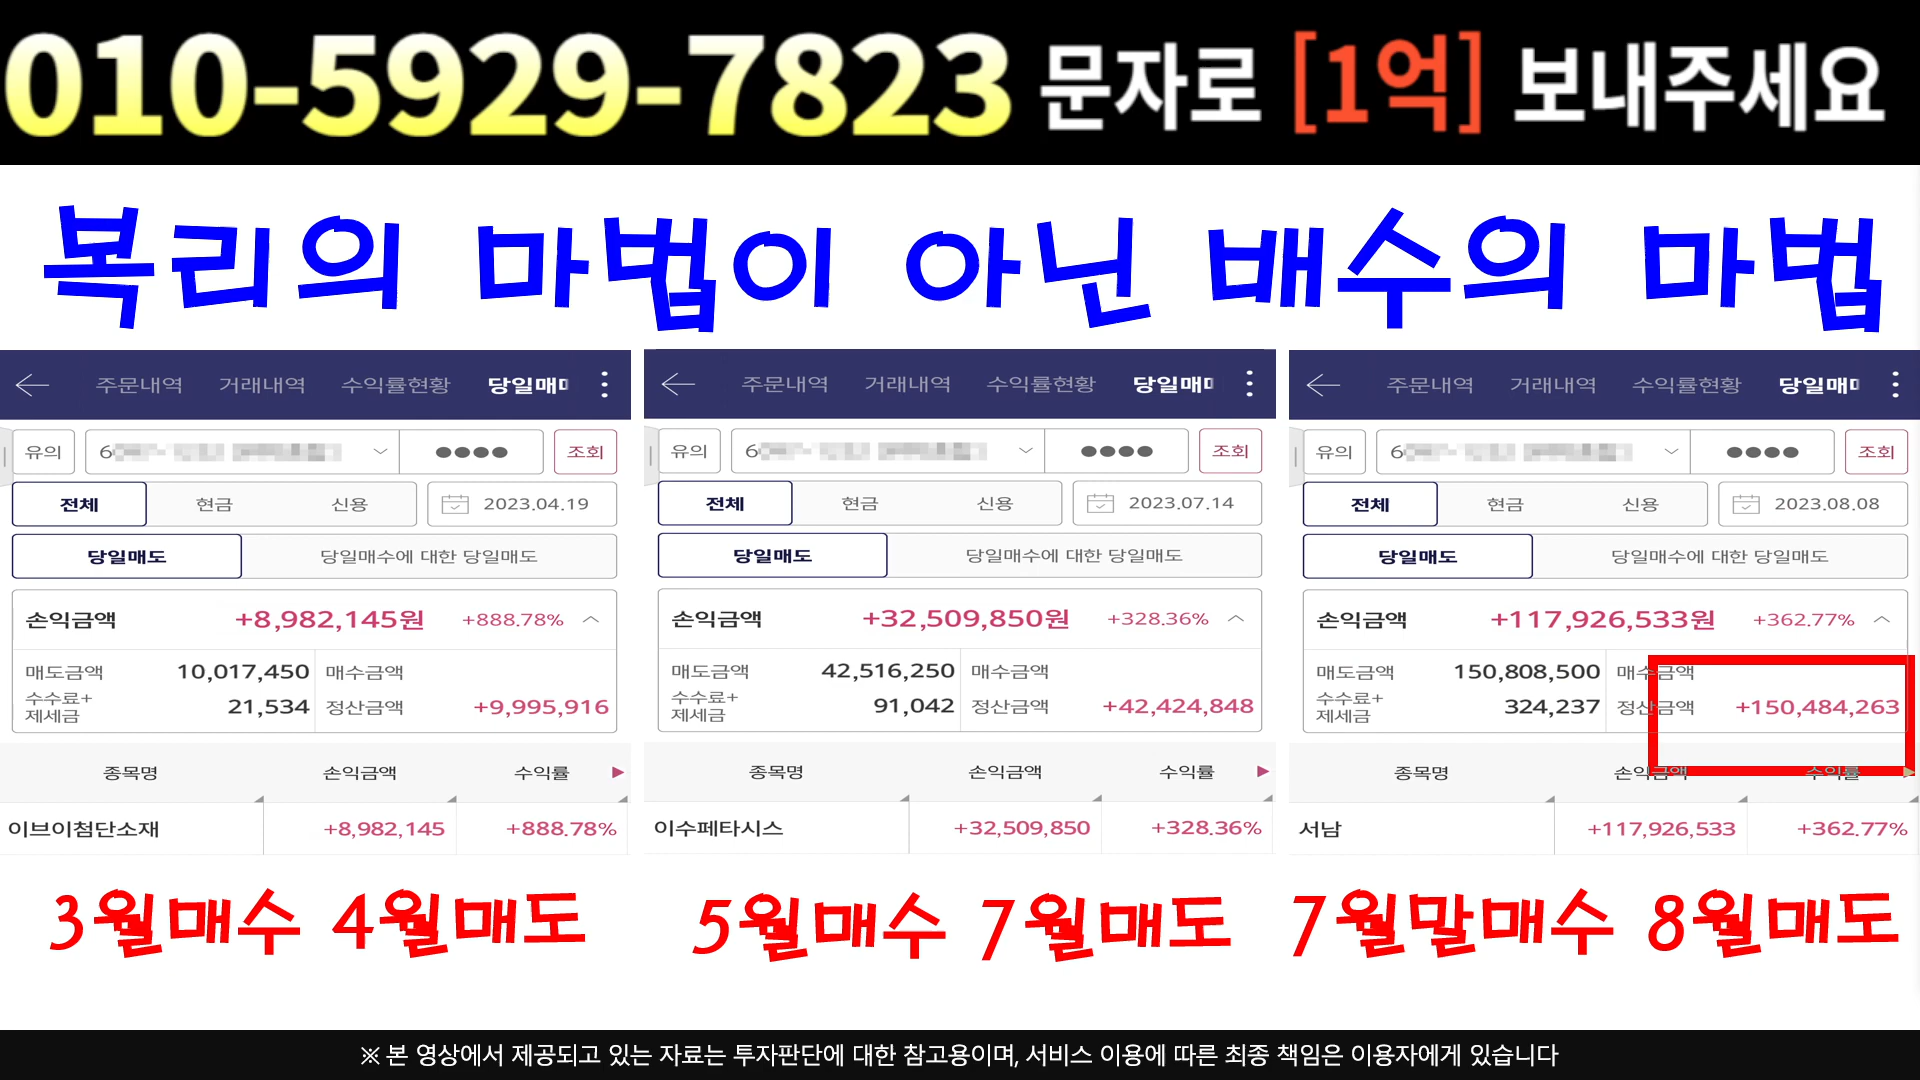 010-5929-7823 문자로 [1억] 보내주세요
복리의 마법이 아닌 배수의 마법
주문내역 거래내역 수익률현황 당일매
유의 6 ●●●● 조회
전체 현금 신용 2023.04.19
당일매도 당일매수에 대한 당일매도
손익금액 +8,982,145원 +888.78%
매도금액 10,017,450 매수금액
수수료+
제세금 21,534 정산금액 +9,995,916
종목명 손익금액 수익률
이브이첨단소재 +8,982,145 +888.78%
3월매수 4월매도
주문내역 거래내역 수익률현황 당일매
유의 6 ●●●● 조회
전체 현금 신용 2023.07.14
당일매도 당일매수에 대한 당일매도
손익금액 +32,509,850원 +328.36%
매도금액 42,516,250 매수금액
수수료+
제세금 91,042 정산금액 +42,424,848
종목명 손익금액 수익률
이수페타시스 +32,509,850 +328.36%
5월매수 7월매도
주문내역 거래내역 수익률현황 당일매
유의 6 ●●●● 조회
전체 현금 신용 2023.08.08
당일매도 당일매수에 대한 당일매도
손익금액 +117,926,533원 +362.77%
매도금액 150,808,500 매수금액
수수료+
제세금 324,237 정산금액 +150,484,263
종목명 손익금액 수익률
서남 +117,926,533 +362.77%
7월말매수 8월매도
※ 본 영상에서 제공되고 있는 자료는 투자판단에 대한 참고용이며, 서비스 이용에 따른 최종 책임은 이용자에게 있습니다